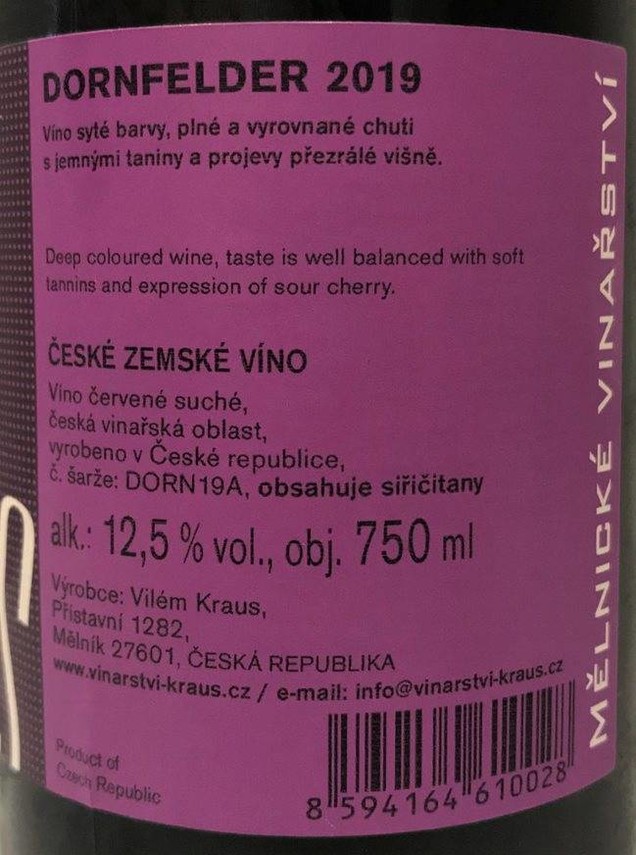 DORNFELDER 2019
Víno syté barvy, plné a vyrovnané chuti
s jemnými taniny a projevy přezrálé višně.
Deep coloured wine, taste is well balanced with soft
tannins and expression of sour cherry.
ČESKÉ ZEMSKÉ VÍNO
Víno červené suché,
česká vinařská oblast,
vyrobeno v České republice,
č. šarže: DORN19A, obsahuje siřičitany
alk.: 12,5 % vol., obj. 750 ml
Výrobce: Vilém Kraus,
Přístavní 1282,
Mělník 27601, ČESKÁ REPUBLIKA
www.vinarstvi-kraus.cz / e-mail: info@vinarstvi-kraus.cz
Product of
Czech Republic
8 594164 610028
MĚLNICKÉ VINAŘSTVÍ